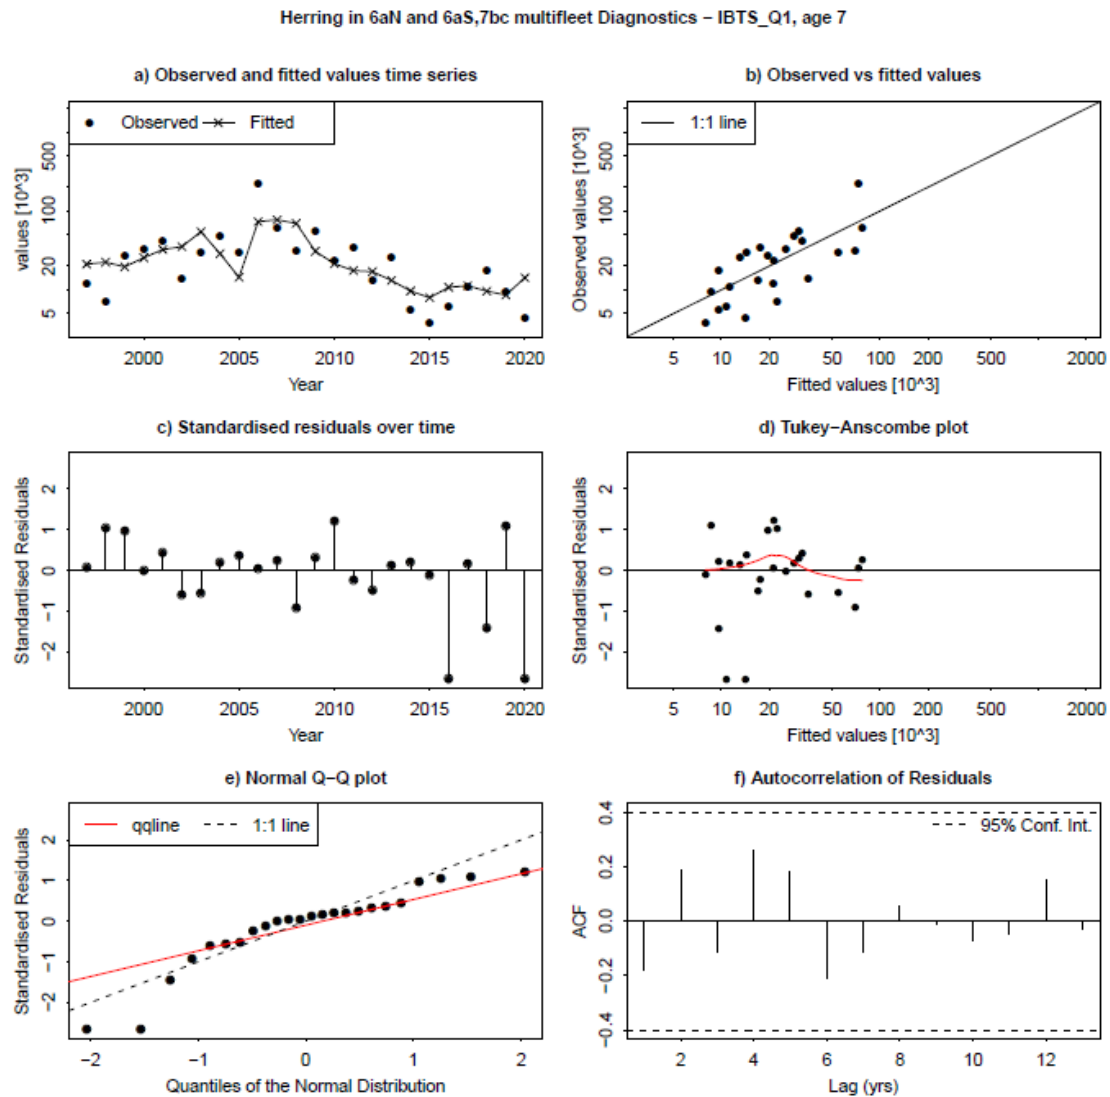 Herring in 6aN and 6aS,7bc multifleet Diagnostics − IBTS_Q1, age 7
a) Observed and fitted values time series
Observed
Fitted
values [10^3]
5 20 100 500
2000 2005 2010 2015 2020
Year
b) Observed vs fitted values
1:1 line
Observed values [10^3]
5 20 100 500
5 10 20 50 100 200 500 2000
Fitted values [10^3]
c) Standardised residuals over time
Standardised Residuals
−2 −1 0 1 2
2000 2005 2010 2015 2020
Year
d) Tukey−Anscombe plot
Standardised Residuals
−2 −1 0 1 2
5 10 20 50 100 200 500 2000
Fitted values [10^3]
e) Normal Q−Q plot
qqline
1:1 line
Standardised Residuals
−2 −1 0 1 2
−2 −1 0 1 2
Quantiles of the Normal Distribution
f) Autocorrelation of Residuals
95% Conf. Int.
ACF
−0.4 −0.2 0.0 0.2 0.4
2 4 6 8 10 12
Lag (yrs)